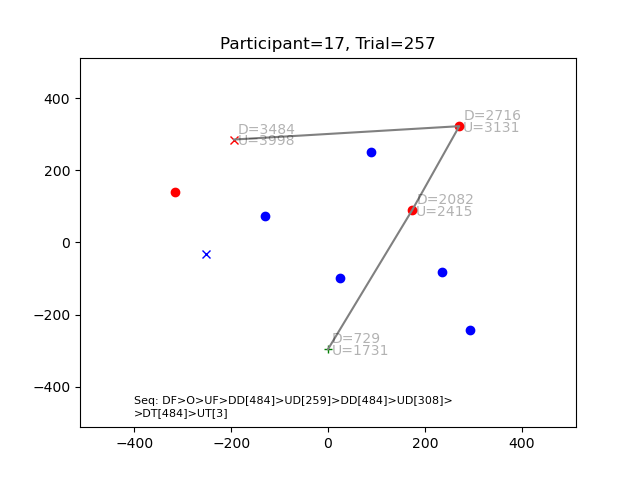 Participant=17, Trial=257
400
200
0
−200
−400
−400
−200
0
200
400
D=3484
U=3998
D=2716
U=3131
D=2082
U=2415
D=729
U=1731
Seq: DF>O>UF>DD[484]>UD[259]>DD[484]>UD[308]>
>DT[484]>UT[3]